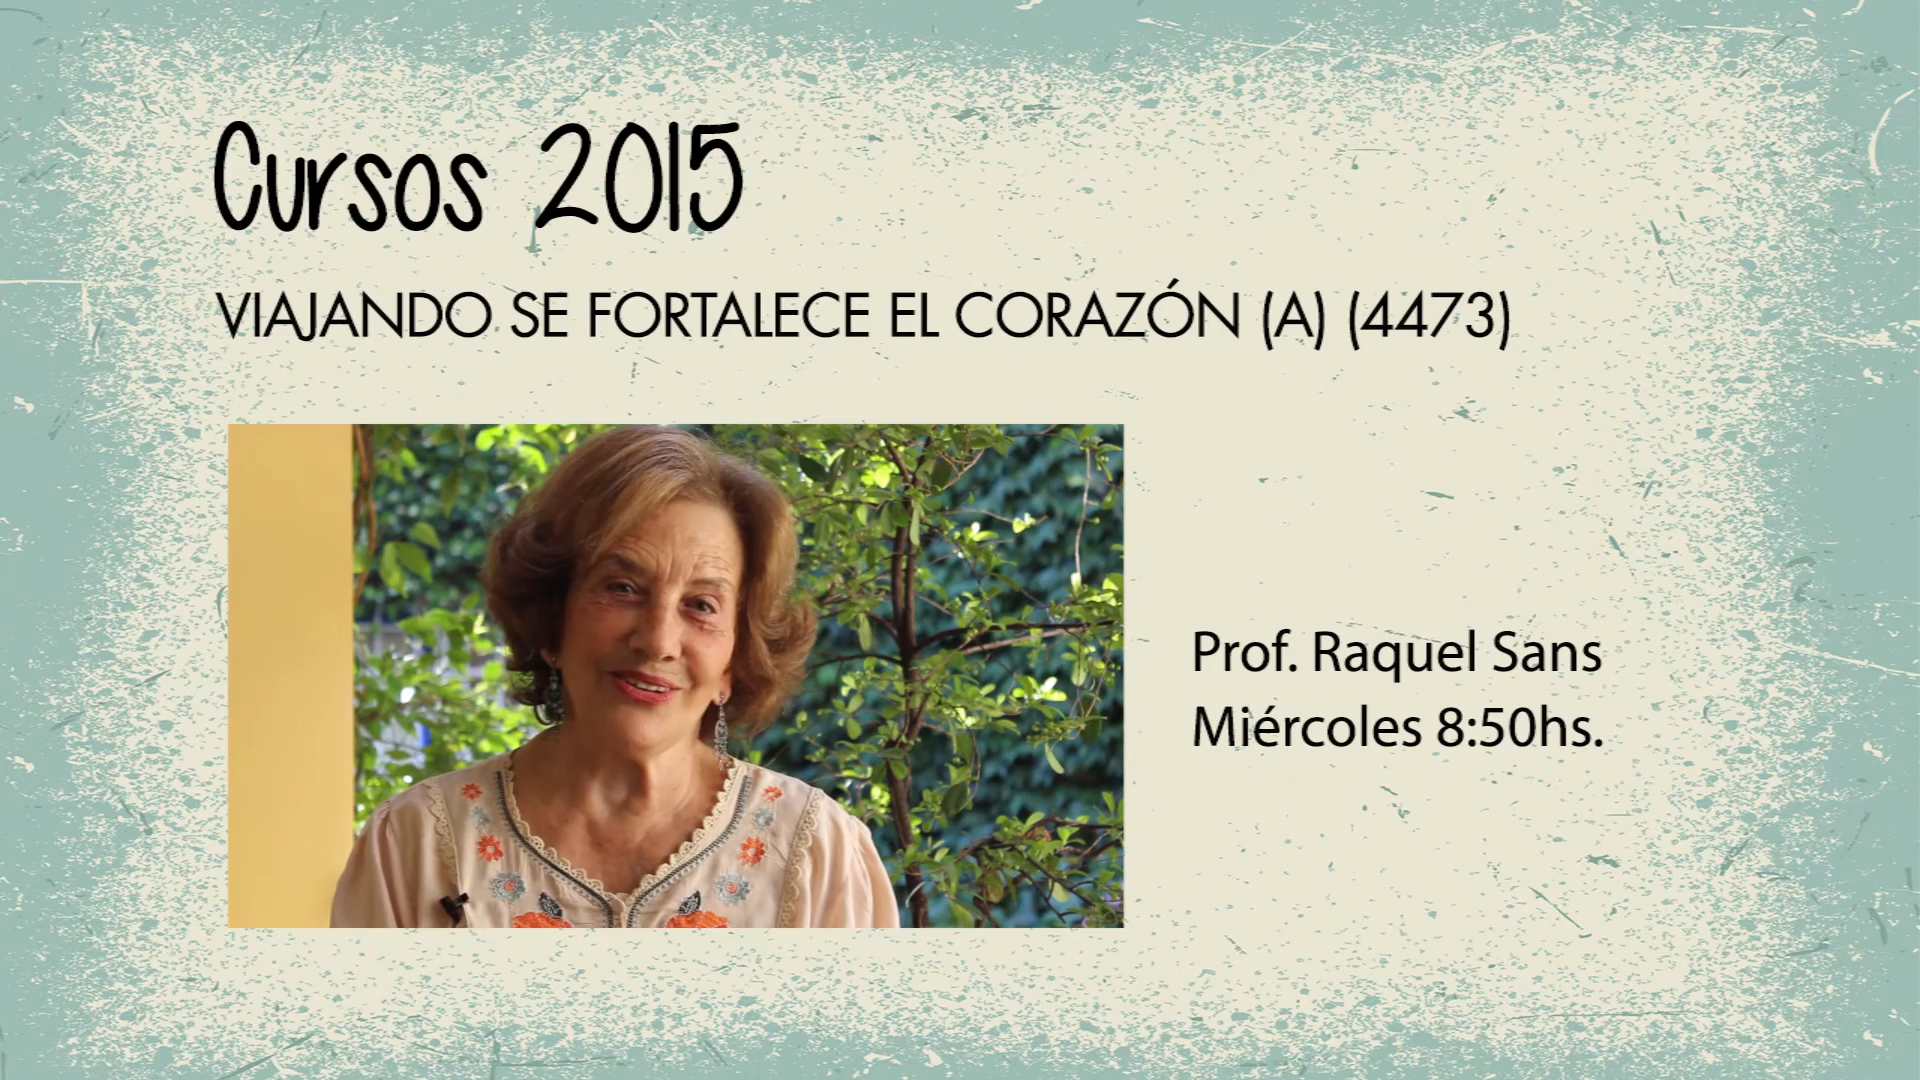 Cursos 2015
VIAJANDO SE FORTALECE EL CORAZÓN (A) (4473)
Prof. Raquel Sans
Miércoles 8:50hs.